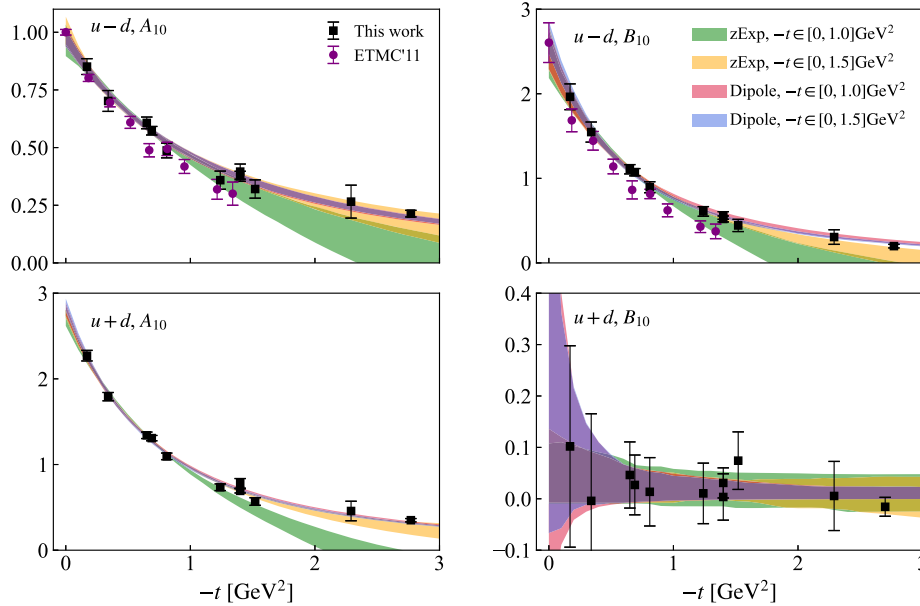 u−d, A₁₀
This work
ETMC'11
1.00
0.75
0.50
0.25
0.00
u−d, B₁₀
zExp, −t∈[0, 1.0]GeV²
zExp, −t∈[0, 1.5]GeV²
Dipole, −t∈[0, 1.0]GeV²
Dipole, −t∈[0, 1.5]GeV²
3
2
1
0
u+d, A₁₀
3
2
1
0
0 1 2 3
−t [GeV²]
u+d, B₁₀
0.4
0.3
0.2
0.1
0.0
−0.1
0 1 2 3
−t [GeV²]